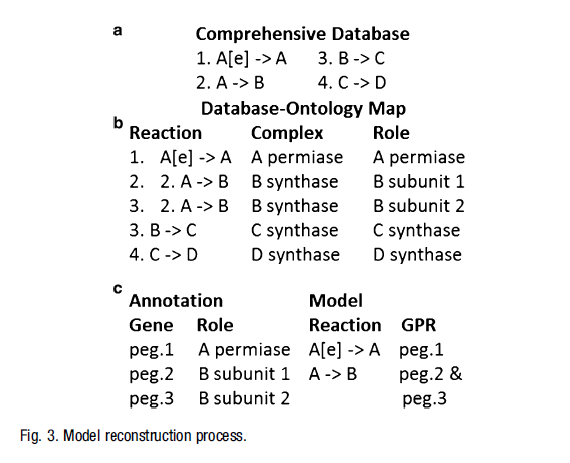 a
Comprehensive Database
1. A[e] -> A 3. B -> C
2. A -> B 4. C -> D
Database-Ontology Map
b
Reaction Complex Role
1. A[e] -> A A permiase A permiase
2. 2. A -> B B synthase B subunit 1
3. 2. A -> B B synthase B subunit 2
3. B -> C C synthase C synthase
4. C -> D D synthase D synthase
c
Annotation Model
Gene Role Reaction GPR
peg.1 A permiase A[e] -> A peg.1
peg.2 B subunit 1 A -> B peg.2 &
peg.3 B subunit 2 peg.3
Fig. 3. Model reconstruction process.